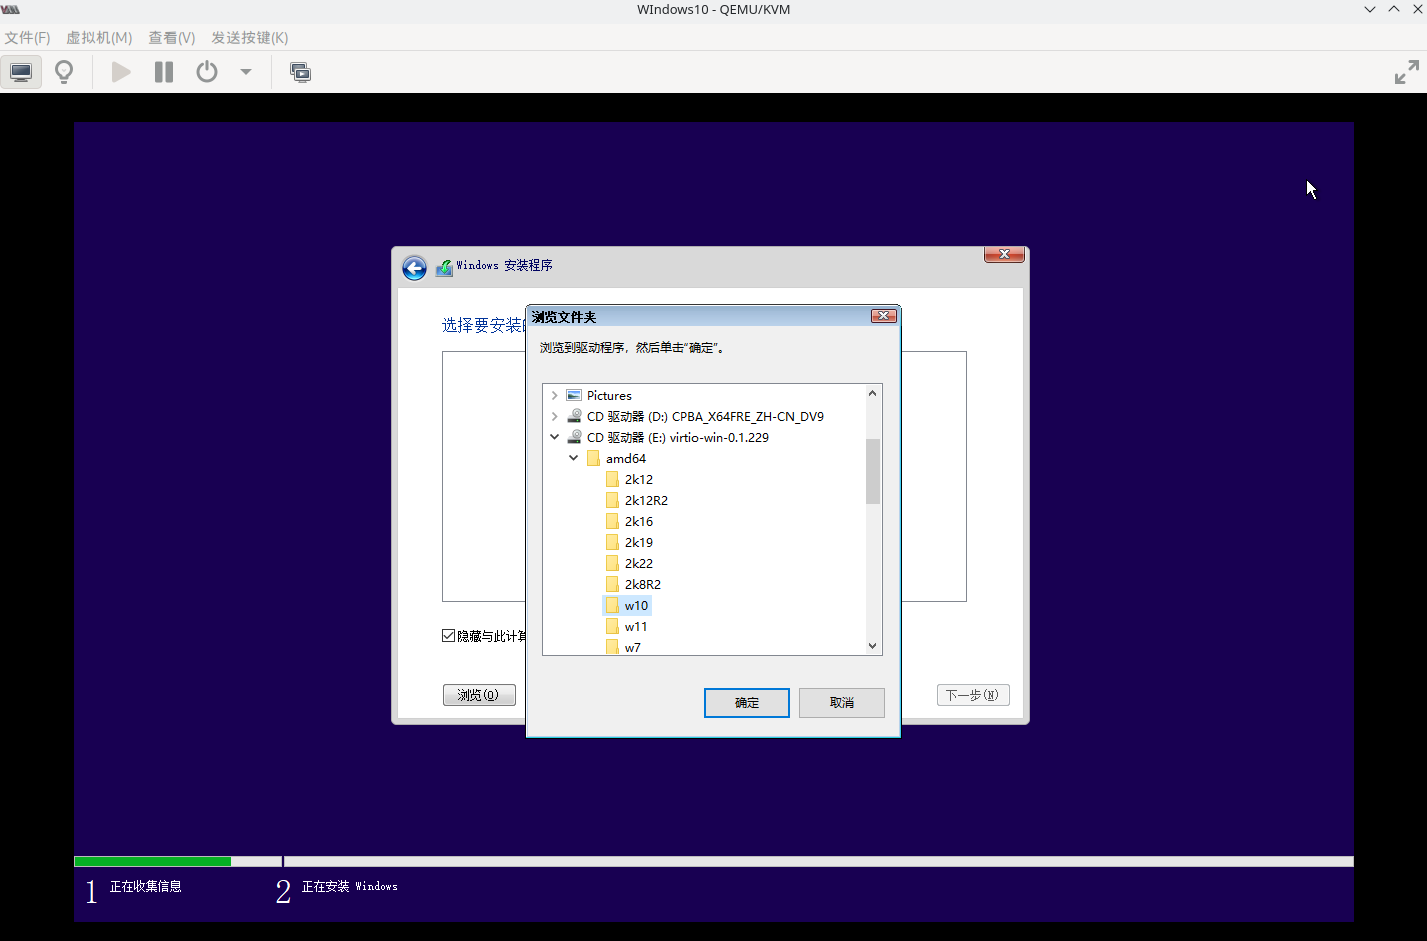 WIndows10 - QEMU/KVM
文件(F) 虚拟机(M) 查看(V) 发送按键(K)
Windows 安装程序
选择要安装的
浏览文件夹
浏览到驱动程序，然后单击“确定”。
Pictures
CD 驱动器 (D:) CPBA_X64FRE_ZH-CN_DV9
CD 驱动器 (E:) virtio-win-0.1.229
amd64
2k12
2k12R2
2k16
2k19
2k22
2k8R2
w10
w11
w7
隐藏与此计算
浏览(O)
确定
取消
下一步(N)
1 正在收集信息
2 正在安装 Windows